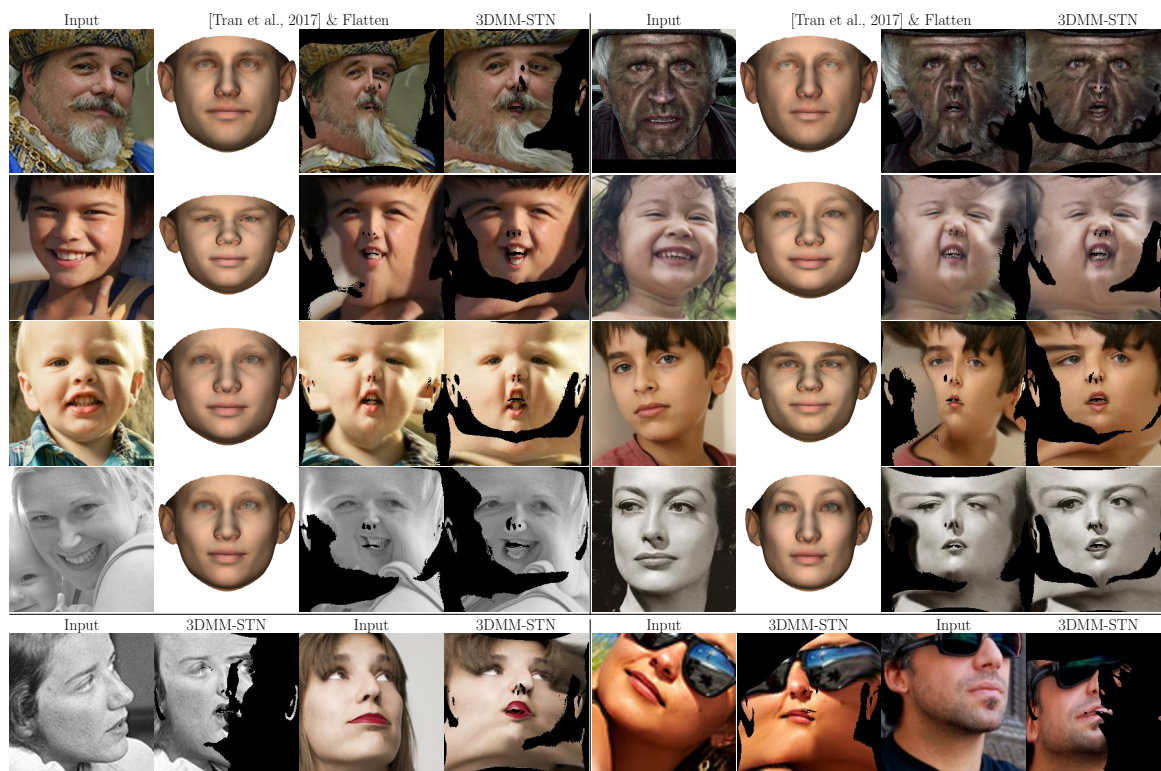 Input [Tran et al., 2017] & Flatten 3DMM-STN Input [Tran et al., 2017] & Flatten 3DMM-STN
Input 3DMM-STN Input 3DMM-STN Input 3DMM-STN Input 3DMM-STN